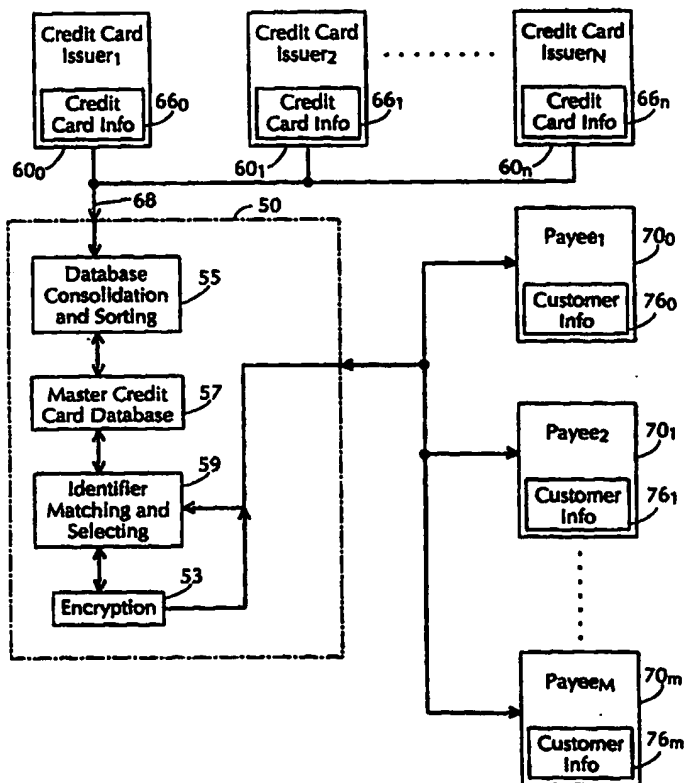 Credit Card
Issuer₁
Credit
Card Info
66₀
60₀
Credit Card
Issuer₂
Credit
Card Info
66₁
60₁
Credit Card
Issuer_N
Credit
Card Info
66ₙ
60ₙ
68
50
Database
Consolidation
and Sorting
55
Master Credit
Card Database
57
59
Identifier
Matching and
Selecting
53
Encryption
Payee₁
70₀
Customer
Info
76₀
Payee₂
70₁
Customer
Info
76₁
Payee_M
70ₘ
Customer
Info
76ₘ